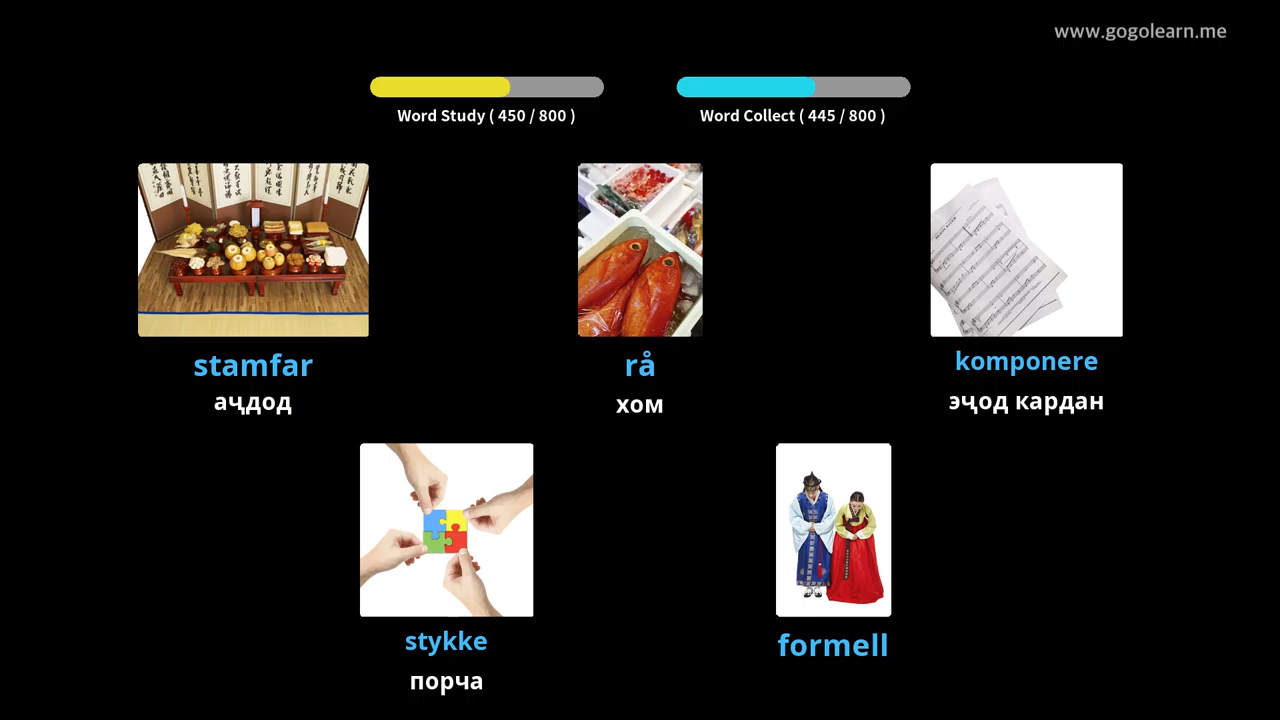 www.gogolearn.me
Word Study ( 450 / 800 )
Word Collect ( 445 / 800 )
stamfar
аҷдод
rå
хом
komponere
эҷод кардан
stykke
порча
formell